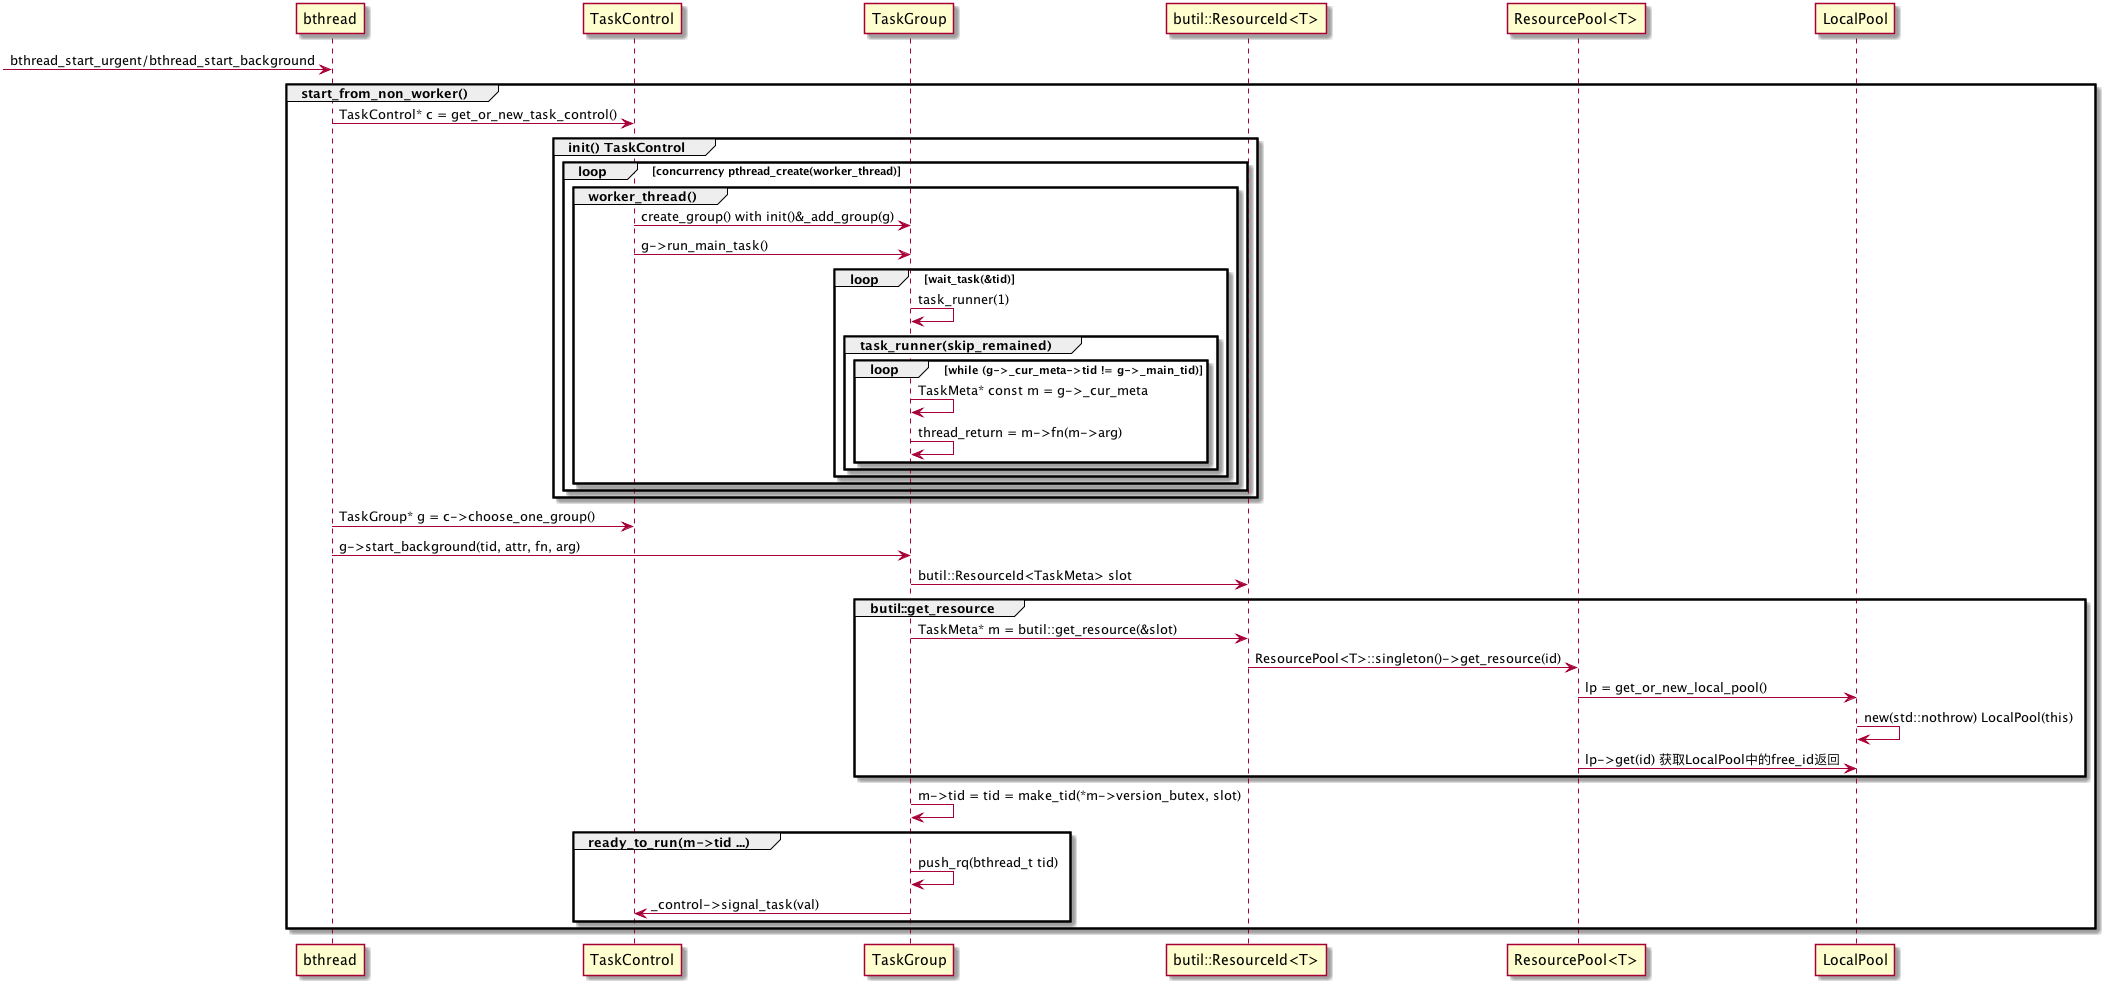 bthread
TaskControl
TaskGroup
butil::ResourceId<T>
ResourcePool<T>
LocalPool
bthread_start_urgent/bthread_start_background
start_from_non_worker()
TaskControl* c = get_or_new_task_control()
init() TaskControl
loop [concurrency pthread_create(worker_thread)]
worker_thread()
create_group() with init()&_add_group(g)
g->run_main_task()
loop [wait_task(&tid)]
task_runner(1)
task_runner(skip_remained)
loop [while (g->_cur_meta->tid != g->_main_tid)]
TaskMeta* const m = g->_cur_meta
thread_return = m->fn(m->arg)
TaskGroup* g = c->choose_one_group()
g->start_background(tid, attr, fn, arg)
butil::ResourceId<TaskMeta> slot
butil::get_resource
TaskMeta* m = butil::get_resource(&slot)
ResourcePool<T>::singleton()->get_resource(id)
lp = get_or_new_local_pool()
new(std::nothrow) LocalPool(this)
lp->get(id) 获取LocalPool中的free_id返回
m->tid = tid = make_tid(*m->version_butex, slot)
ready_to_run(m->tid ...)
push_rq(bthread_t tid)
_control->signal_task(val)
bthread
TaskControl
TaskGroup
butil::ResourceId<T>
ResourcePool<T>
LocalPool